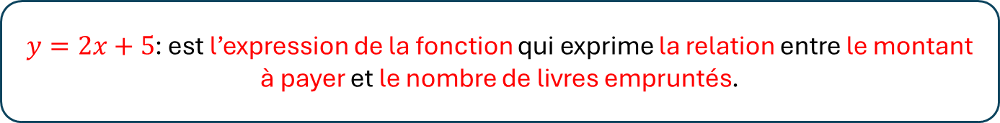 y = 2x + 5: est l’expression de la fonction qui exprime la relation entre le montant
à payer et le nombre de livres empruntés.